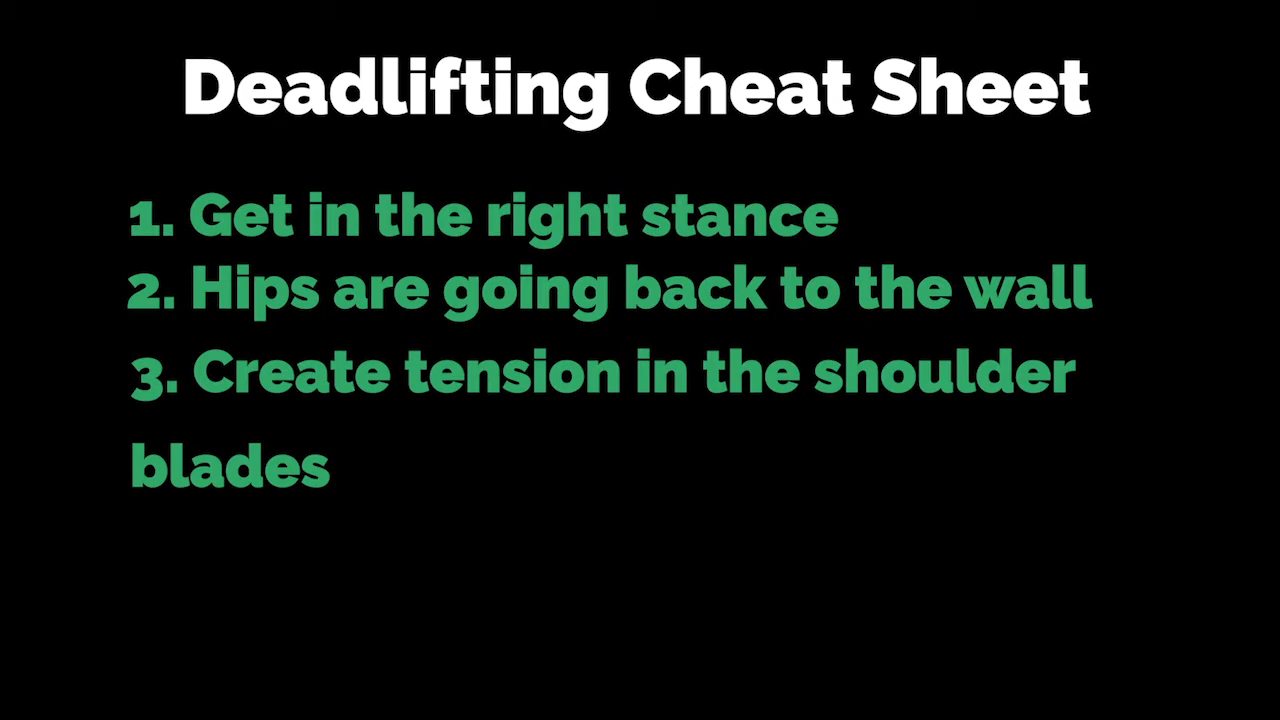 Deadlifting Cheat Sheet
1. Get in the right stance
2. Hips are going back to the wall
3. Create tension in the shoulder
blades